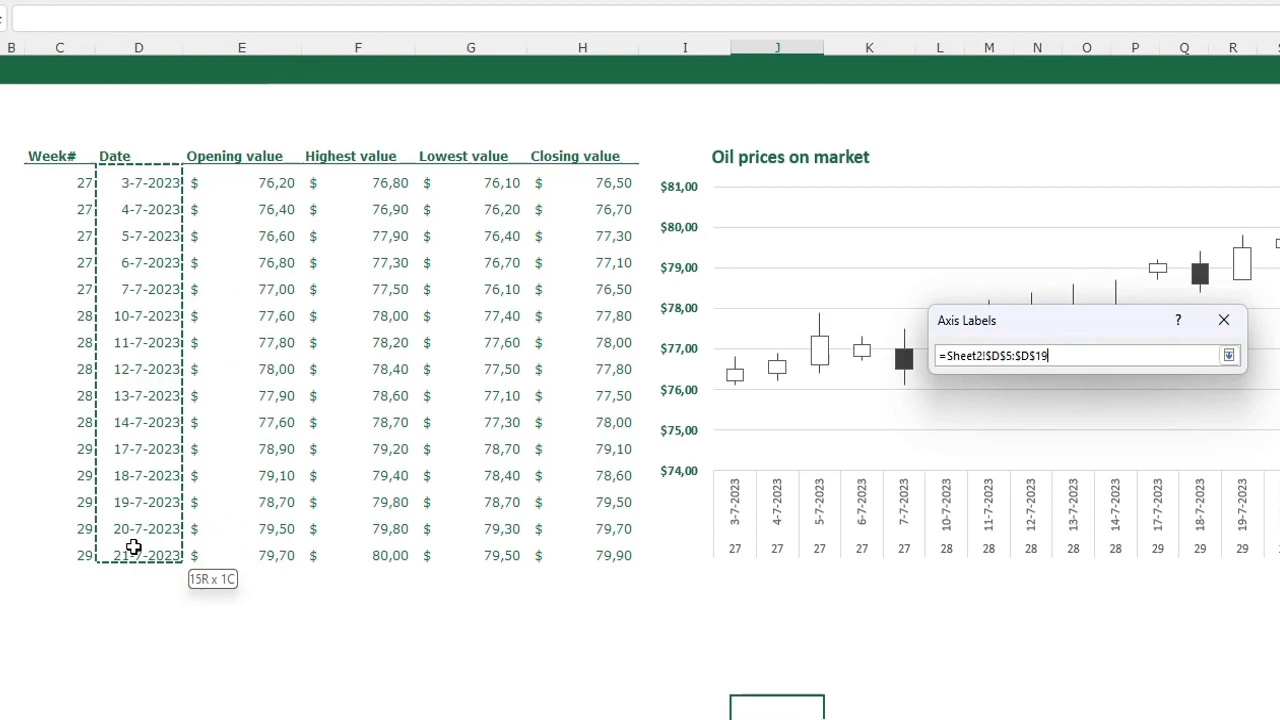 B C D E F G H I J K L M N O P Q R
Week# Date Opening value Highest value Lowest value Closing value
27 3-7-2023 $ 76,20 $ 76,80 $ 76,10 $ 76,50
27 4-7-2023 $ 76,40 $ 76,90 $ 76,20 $ 76,70
27 5-7-2023 $ 76,60 $ 77,90 $ 76,40 $ 77,30
27 6-7-2023 $ 76,80 $ 77,30 $ 76,70 $ 77,10
27 7-7-2023 $ 77,00 $ 77,50 $ 76,10 $ 76,50
28 10-7-2023 $ 77,60 $ 78,00 $ 77,40 $ 77,80
28 11-7-2023 $ 77,80 $ 78,20 $ 77,60 $ 78,00
28 12-7-2023 $ 78,00 $ 78,40 $ 77,50 $ 77,80
28 13-7-2023 $ 77,90 $ 78,60 $ 77,10 $ 77,50
28 14-7-2023 $ 77,60 $ 78,70 $ 77,30 $ 78,00
29 17-7-2023 $ 78,90 $ 79,20 $ 78,70 $ 79,10
29 18-7-2023 $ 79,10 $ 79,40 $ 78,40 $ 78,60
29 19-7-2023 $ 78,70 $ 79,80 $ 78,70 $ 79,50
29 20-7-2023 $ 79,50 $ 79,80 $ 79,30 $ 79,70
29 21-7-2023 $ 79,70 $ 80,00 $ 79,50 $ 79,90
15R x 1C
Oil prices on market
$81,00
$80,00
$79,00
$78,00
$77,00
$76,00
$75,00
$74,00
3-7-2023 4-7-2023 5-7-2023 6-7-2023 7-7-2023 10-7-2023 11-7-2023 12-7-2023 13-7-2023 14-7-2023 17-7-2023 18-7-2023 19-7-2023
27 27 27 27 27 28 28 28 28 28 29 29 29
Axis Labels ?
=Sheet2!$D$5:$D$19